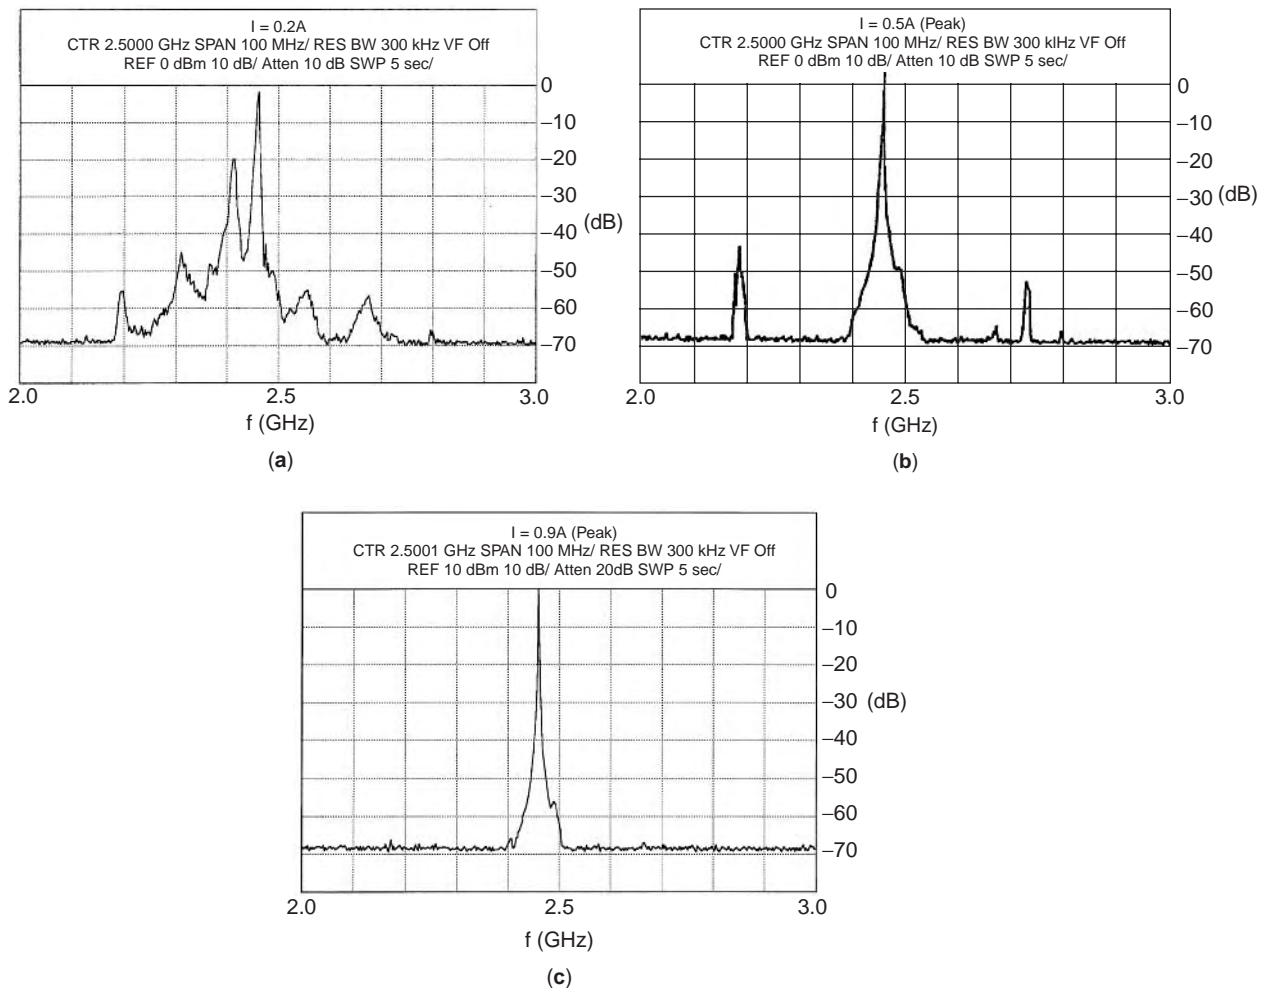 I = 0.2A
CTR 2.5000 GHz SPAN 100 MHz/ RES BW 300 kHz VF Off
REF 0 dBm 10 dB/ Atten 10 dB SWP 5 sec/
0
–10
–20
–30
–40
(dB)
–50
–60
–70
2.0
2.5
3.0
f (GHz)
(a)
I = 0.5A (Peak)
CTR 2.5000 GHz SPAN 100 MHz/ RES BW 300 klHz VF Off
REF 0 dBm 10 dB/ Atten 10 dB SWP 5 sec/
0
–10
–20
–30 (dB)
–40
–50
–60
–70
2.0
2.5
3.0
f (GHz)
(b)
I = 0.9A (Peak)
CTR 2.5001 GHz SPAN 100 MHz/ RES BW 300 kHz VF Off
REF 10 dBm 10 dB/ Atten 20dB SWP 5 sec/
0
–10
–20
–30 (dB)
–40
–50
–60
–70
2.0
2.5
3.0
f (GHz)
(c)